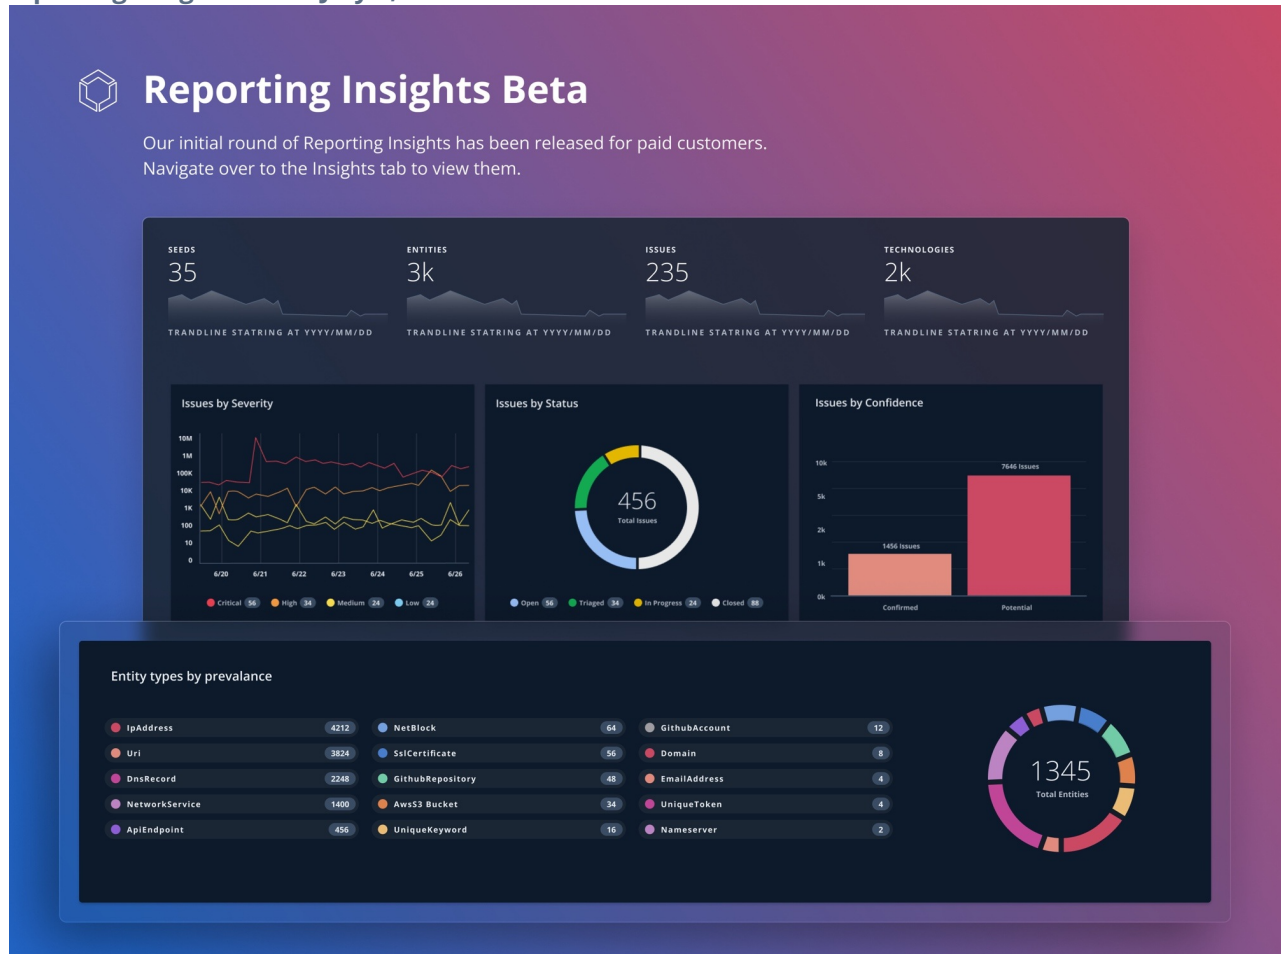 Reporting Insights Beta
Our initial round of Reporting Insights has been released for paid customers.
Navigate over to the Insights tab to view them.
SEEDS
35
TRANDLINE STATRING AT YYYY/MM/DD
ENTITIES
3k
TRANDLINE STATRING AT YYYY/MM/DD
ISSUES
235
TRANDLINE STATRING AT YYYY/MM/DD
TECHNOLOGIES
2k
TRANDLINE STATRING AT YYYY/MM/DD
Issues by Severity
10M
1M
100K
10K
1K
100
10
0
6/20 6/21 6/22 6/23 6/24 6/25 6/26
Critical 56 High 34 Medium 24 Low 24
Issues by Status
456
Total Issues
Open 56 Triaged 34 In Progress 24 Closed 88
Issues by Confidence
10k
5k
2k
1k
0k
7646 Issues
1456 Issues
Confirmed Potential
Entity types by prevalance
IpAddress 4212
Uri 3824
DnsRecord 2248
NetworkService 1400
ApiEndpoint 456
NetBlock 64
SslCertificate 56
GithubRepository 48
AwsS3 Bucket 34
UniqueKeyword 16
GithubAccount 12
Domain 8
EmailAddress 4
UniqueToken 4
Nameserver 2
1345
Total Entities